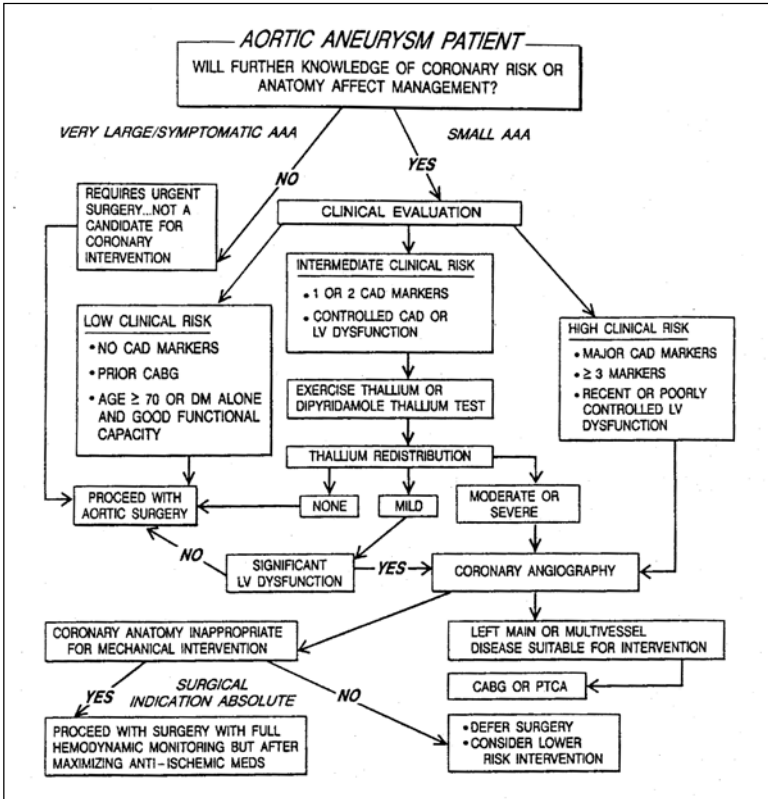 AORTIC ANEURYSM PATIENT
WILL FURTHER KNOWLEDGE OF CORONARY RISK OR
ANATOMY AFFECT MANAGEMENT?
VERY LARGE/SYMPTOMATIC AAA
SMALL AAA
NO
YES
REQUIRES URGENT
SURGERY...NOT A
CANDIDATE FOR
CORONARY
INTERVENTION
CLINICAL EVALUATION
INTERMEDIATE CLINICAL RISK
• 1 OR 2 CAD MARKERS
• CONTROLLED CAD OR
LV DYSFUNCTION
LOW CLINICAL RISK
• NO CAD MARKERS
• PRIOR CABG
• AGE ≥ 70 OR DM ALONE
AND GOOD FUNCTIONAL
CAPACITY
HIGH CLINICAL RISK
• MAJOR CAD MARKERS
• ≥ 3 MARKERS
• RECENT OR POORLY
CONTROLLED LV
DYSFUNCTION
EXERCISE THALLIUM OR
DIPYRIDAMOLE THALLIUM TEST
THALLIUM REDISTRIBUTION
PROCEED WITH
AORTIC SURGERY
NONE
MILD
MODERATE OR
SEVERE
NO
SIGNIFICANT
LV DYSFUNCTION
YES
CORONARY ANGIOGRAPHY
CORONARY ANATOMY INAPPROPRIATE
FOR MECHANICAL INTERVENTION
LEFT MAIN OR MULTIVESSEL
DISEASE SUITABLE FOR INTERVENTION
CABG OR PTCA
YES
SURGICAL
INDICATION ABSOLUTE
NO
PROCEED WITH SURGERY WITH FULL
HEMODYNAMIC MONITORING BUT AFTER
MAXIMIZING ANTI-ISCHEMIC MEDS
• DEFER SURGERY
• CONSIDER LOWER
RISK INTERVENTION